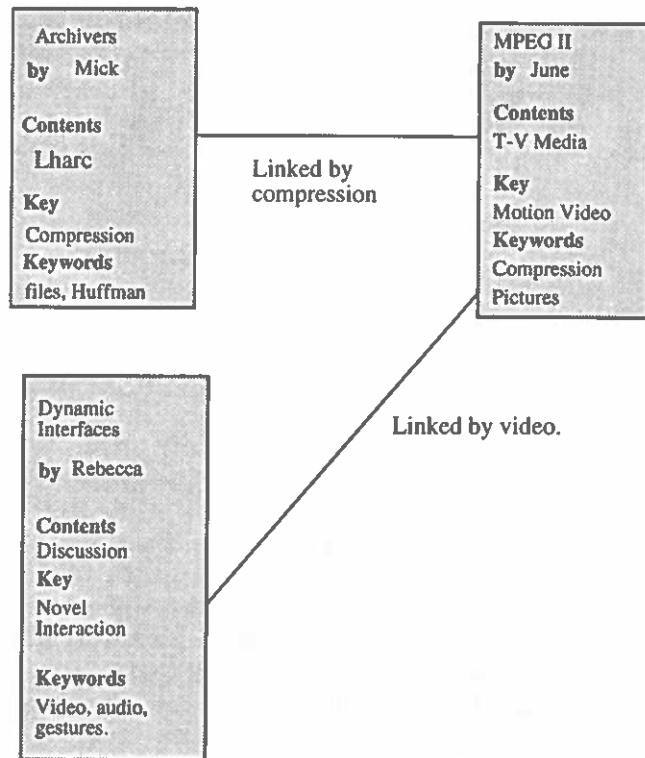 Archivers
by Mick
Contents
Lharc
Key
Compression
Keywords
files, Huffman
Linked by
compression
MPEG II
by June
Contents
T-V Media
Key
Motion Video
Keywords
Compression
Pictures
Dynamic
Interfaces
by Rebecca
Contents
Discussion
Key
Novel
Interaction
Keywords
Video, audio,
gestures.
Linked by video.